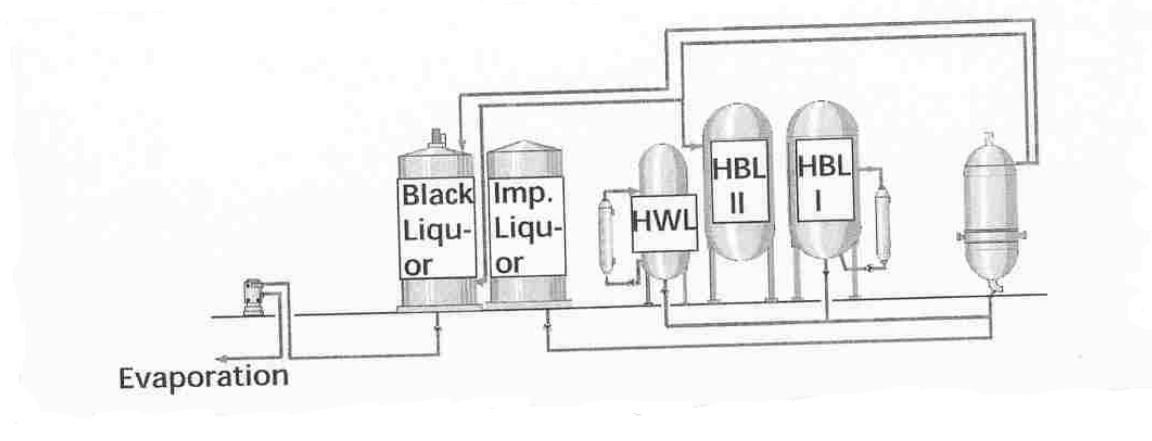 Black
Liqu-
or
Imp.
Liqu-
or
HWL
HBL
II
HBL
I
Evaporation